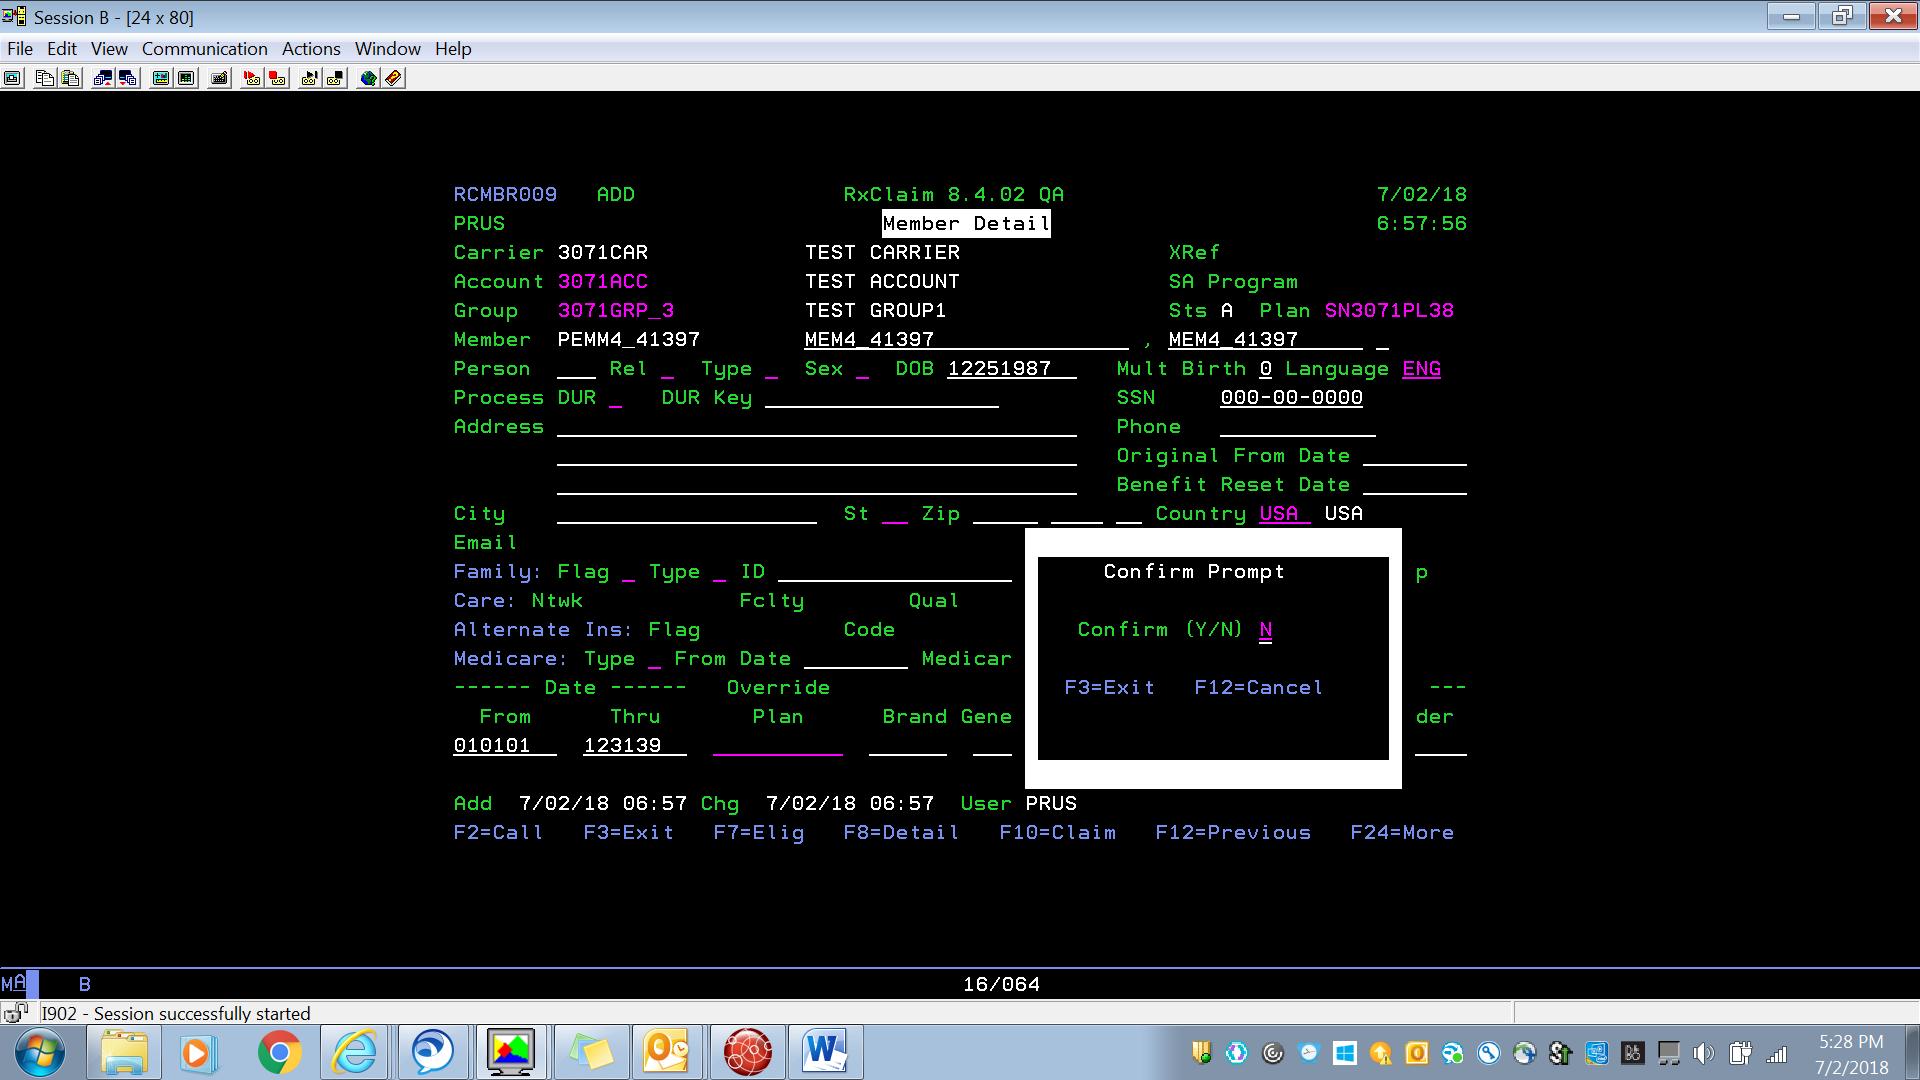 Session B - [24 x 80]
File Edit View Communication Actions Window Help
RCMBR009 ADD RxClaim 8.4.02 QA 7/02/18
PRUS Member Detail 6:57:56
Carrier 3071CAR TEST CARRIER XRef
Account 3071ACC TEST ACCOUNT SA Program
Group 3071GRP_3 TEST GROUP1 Sts A Plan SN3071PL38
Member PEMM4_41397 MEM4_41397 , MEM4_41397
Person Rel Type Sex DOB 12251987 Mult Birth 0 Language ENG
Process DUR DUR Key SSN 000-00-0000
Address Phone
Original From Date
Benefit Reset Date
City St Zip Country USA USA
Email
Family: Flag Type ID Confirm Prompt p
Care: Ntwk Fclty Qual
Alternate Ins: Flag Code Confirm (Y/N) N
Medicare: Type From Date Medicar
------ Date ------ Override F3=Exit F12=Cancel ---
From Thru Plan Brand Gene der
010101 123139
Add 7/02/18 06:57 Chg 7/02/18 06:57 User PRUS
F2=Call F3=Exit F7=Elig F8=Detail F10=Claim F12=Previous F24=More
MA B 16/064
I902 - Session successfully started
5:28 PM
7/2/2018